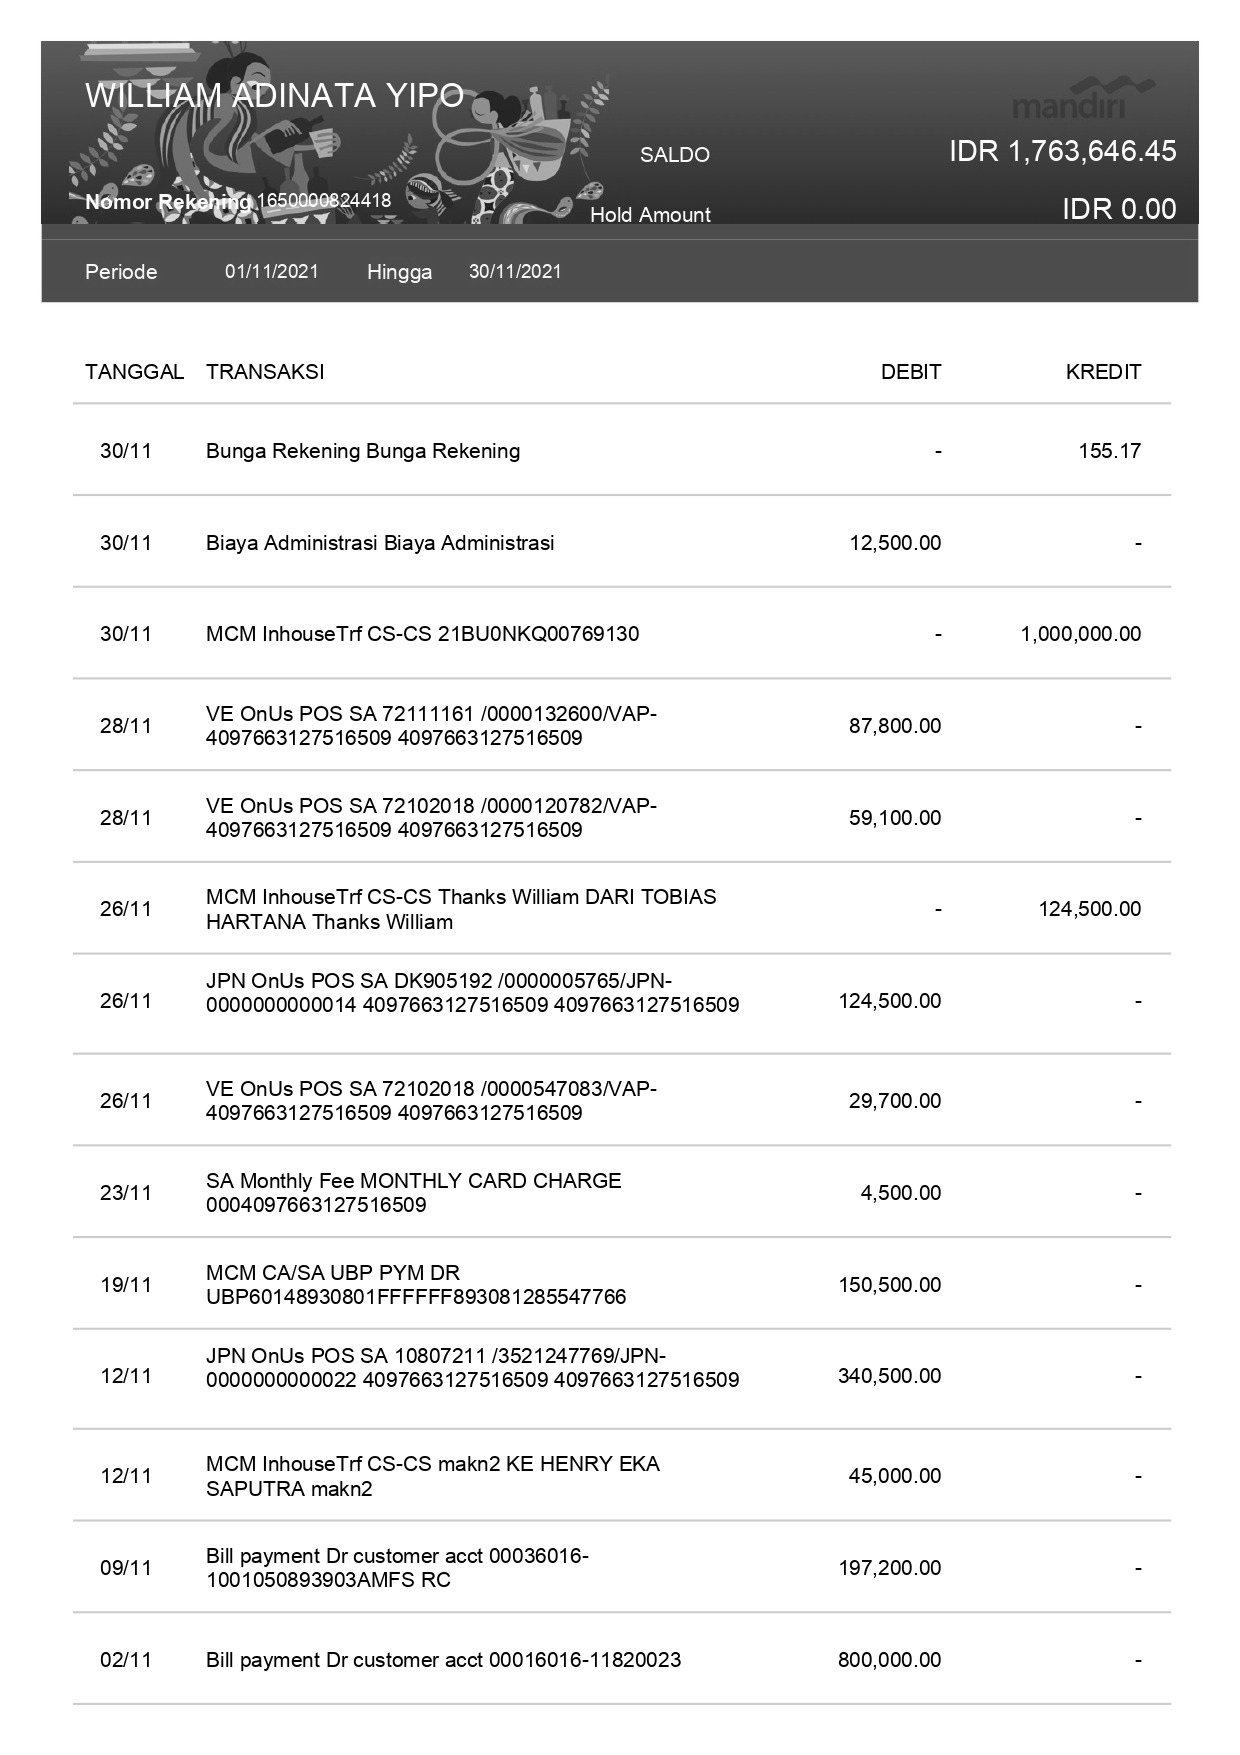 WILLIAM ADINATA YIPO
mandiri
SALDO IDR 1,763,646.45
Nomor Rekening 1650000824418
Hold Amount IDR 0.00
Periode 01/11/2021 Hingga 30/11/2021
TANGGAL TRANSAKSI DEBIT KREDIT
30/11 Bunga Rekening Bunga Rekening - 155.17
30/11 Biaya Administrasi Biaya Administrasi 12,500.00 -
30/11 MCM InhouseTrf CS-CS 21BU0NKQ00769130 - 1,000,000.00
VE OnUs POS SA 72111161 /0000132600/VAP-
28/11 87,800.00 -
4097663127516509 4097663127516509
VE OnUs POS SA 72102018 /0000120782/VAP-
28/11 59,100.00 -
4097663127516509 4097663127516509
MCM InhouseTrf CS-CS Thanks William DARI TOBIAS
26/11 - 124,500.00
HARTANA Thanks William
JPN OnUs POS SA DK905192 /0000005765/JPN-
26/11 124,500.00 -
0000000000014 4097663127516509 4097663127516509
VE OnUs POS SA 72102018 /0000547083/VAP-
26/11 29,700.00 -
4097663127516509 4097663127516509
SA Monthly Fee MONTHLY CARD CHARGE
23/11 4,500.00 -
0004097663127516509
MCM CA/SA UBP PYM DR
19/11 150,500.00 -
UBP60148930801FFFFFF893081285547766
JPN OnUs POS SA 10807211 /3521247769/JPN-
12/11 340,500.00 -
0000000000022 4097663127516509 4097663127516509
MCM InhouseTrf CS-CS makn2 KE HENRY EKA
12/11 45,000.00 -
SAPUTRA makn2
Bill payment Dr customer acct 00036016-
09/11 197,200.00 -
1001050893903AMFS RC
02/11 Bill payment Dr customer acct 00016016-11820023 800,000.00 -